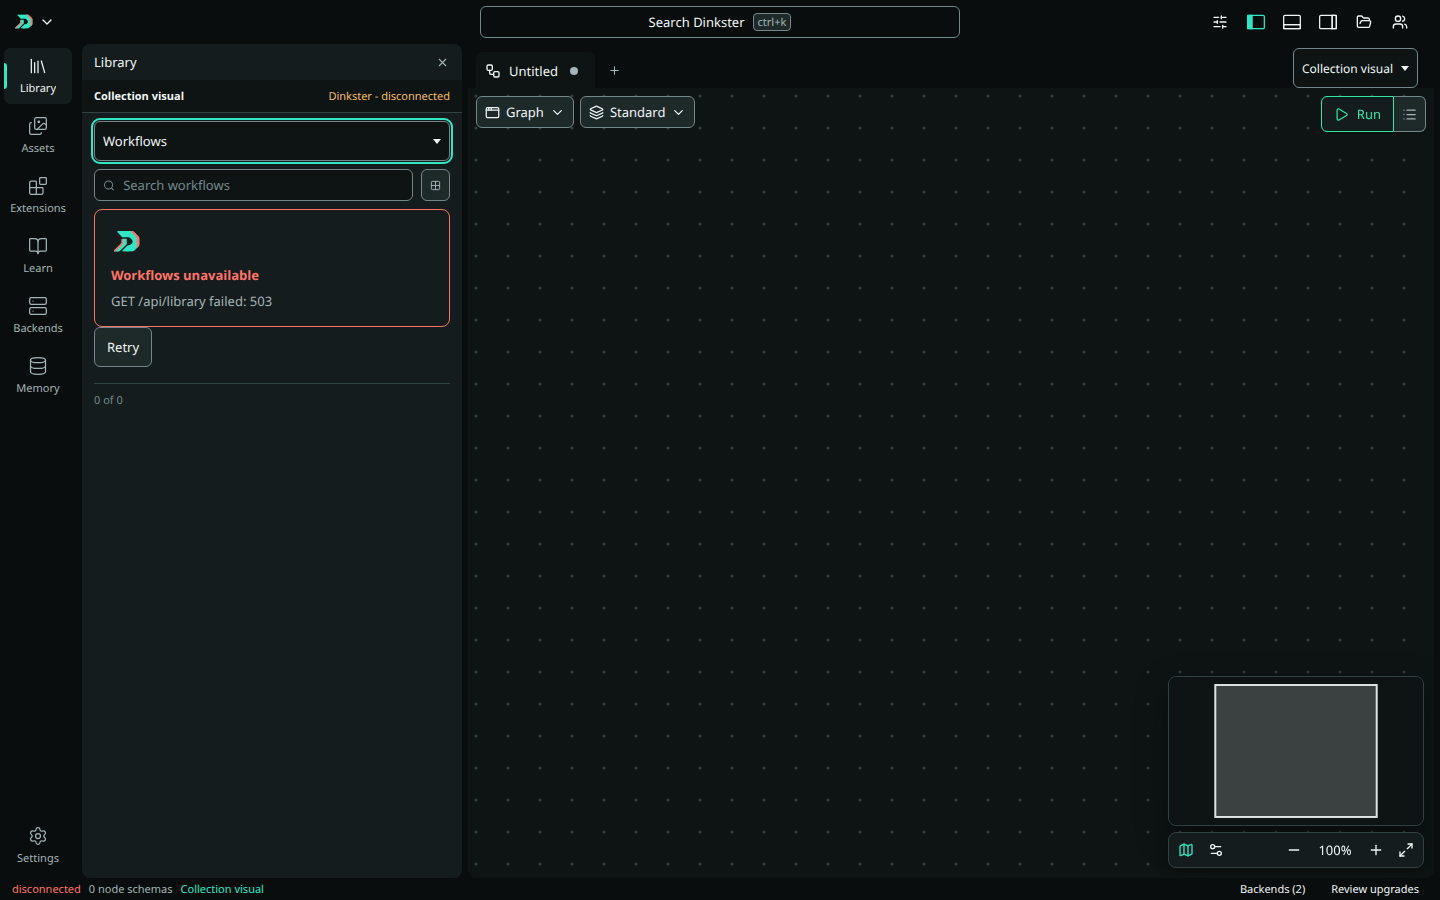 Search Dinkster ctrl+k
Library
Assets
Extensions
Learn
Backends
Memory
Settings
Library
Collection visual Dinkster - disconnected
Workflows
Search workflows
Workflows unavailable
GET /api/library failed: 503
Retry
0 of 0
Untitled
Collection visual
Graph
Standard
Run
100%
disconnected 0 node schemas Collection visual
Backends (2) Review upgrades